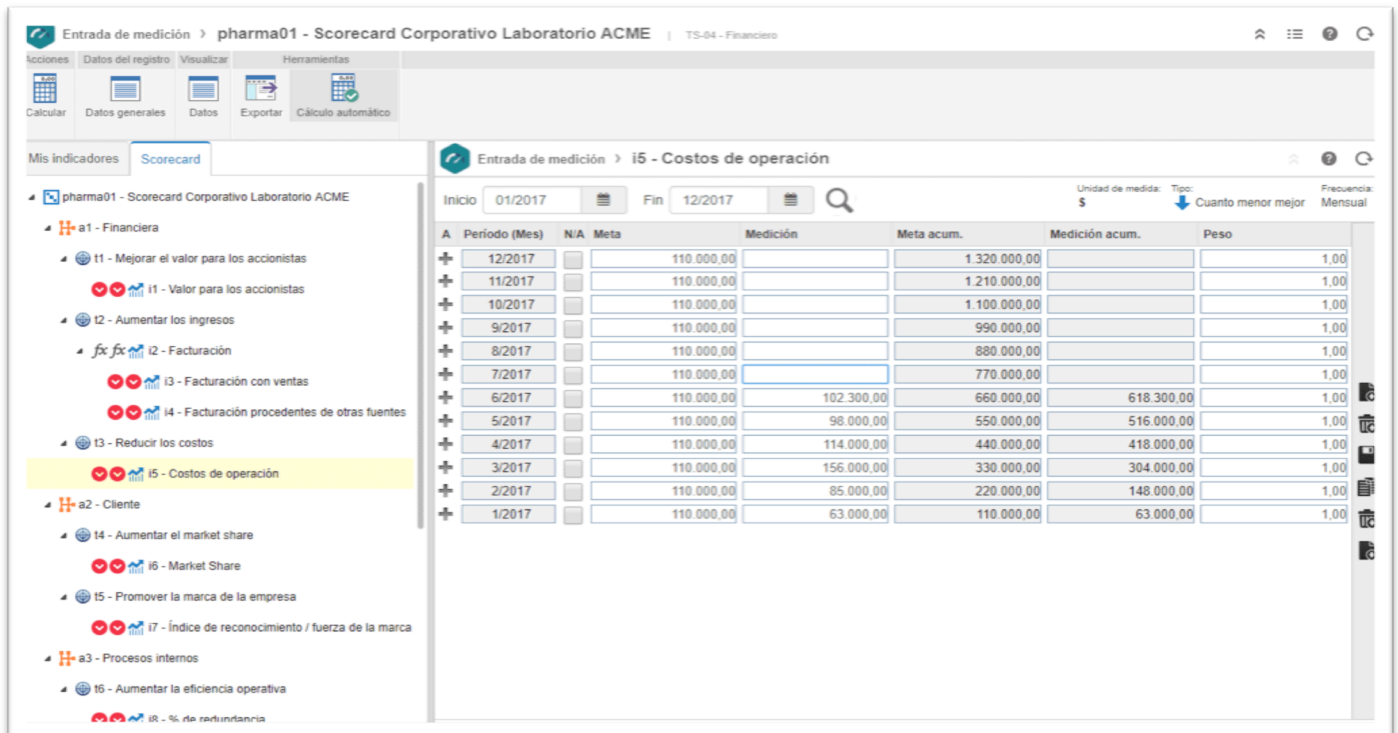 Entrada de medición > pharma01 - Scorecard Corporativo Laboratorio ACME | TS-04 - Financiero
Acciones Datos del registro Visualizar Herramientas
Calcular Datos generales Datos Exportar Cálculo automático
Mis indicadores Scorecard
pharma01 - Scorecard Corporativo Laboratorio ACME
a1 - Financiera
t1 - Mejorar el valor para los accionistas
i1 - Valor para los accionistas
t2 - Aumentar los ingresos
fx fx i2 - Facturación
i3 - Facturación con ventas
i4 - Facturación procedentes de otras fuentes
t3 - Reducir los costos
i5 - Costos de operación
a2 - Cliente
t4 - Aumentar el market share
i6 - Market Share
t5 - Promover la marca de la empresa
i7 - Índice de reconocimiento / fuerza de la marca
a3 - Procesos internos
t6 - Aumentar la eficiencia operativa
i8 - % de redundancia
Entrada de medición > i5 - Costos de operación
Inicio 01/2017 Fin 12/2017
Unidad de medida: Tipo: Frecuencia:
$ Cuanto menor mejor Mensual
A Período (Mes) N/A Meta Medición Meta acum. Medición acum. Peso
12/2017 110.000,00 1.320.000,00 1,00
11/2017 110.000,00 1.210.000,00 1,00
10/2017 110.000,00 1.100.000,00 1,00
9/2017 110.000,00 990.000,00 1,00
8/2017 110.000,00 880.000,00 1,00
7/2017 110.000,00 770.000,00 1,00
6/2017 110.000,00 102.300,00 660.000,00 618.300,00 1,00
5/2017 110.000,00 98.000,00 550.000,00 516.000,00 1,00
4/2017 110.000,00 114.000,00 440.000,00 418.000,00 1,00
3/2017 110.000,00 156.000,00 330.000,00 304.000,00 1,00
2/2017 110.000,00 85.000,00 220.000,00 148.000,00 1,00
1/2017 110.000,00 63.000,00 110.000,00 63.000,00 1,00